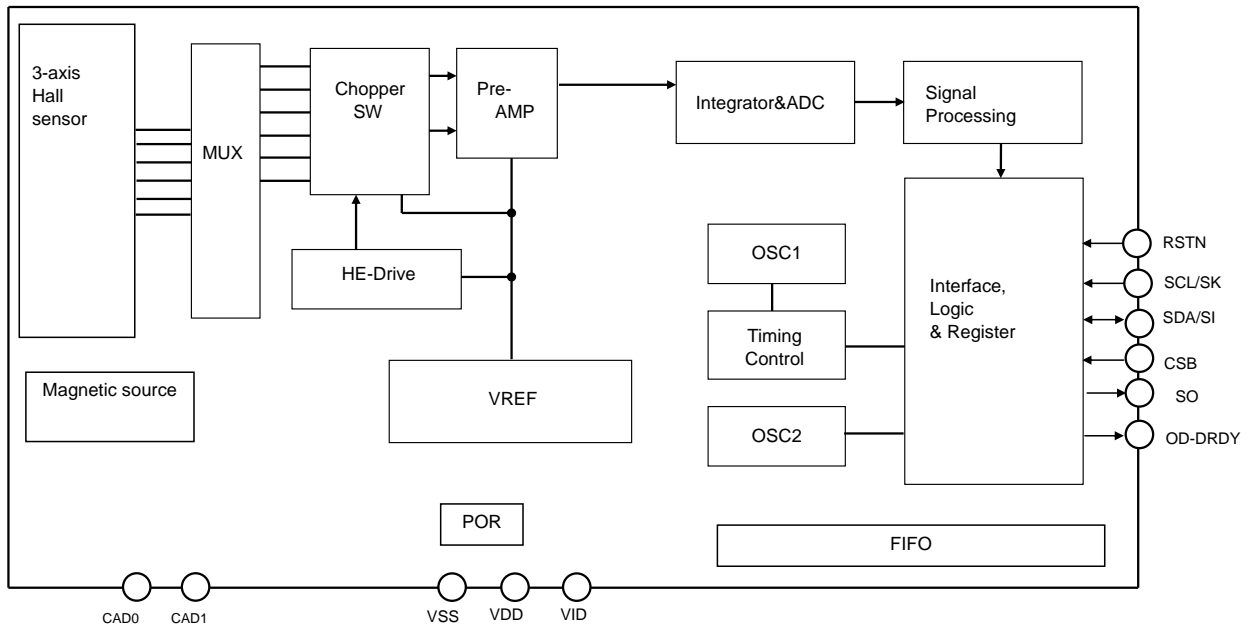 3-axis
Hall
sensor
MUX
Chopper
SW
Pre-
AMP
Integrator&ADC
Signal
Processing
HE-Drive
OSC1
Timing
Control
Interface,
Logic
& Register
RSTN
SCL/SK
SDA/SI
CSB
SO
OD-DRDY
Magnetic source
VREF
OSC2
POR
FIFO
CAD0
CAD1
VSS
VDD
VID